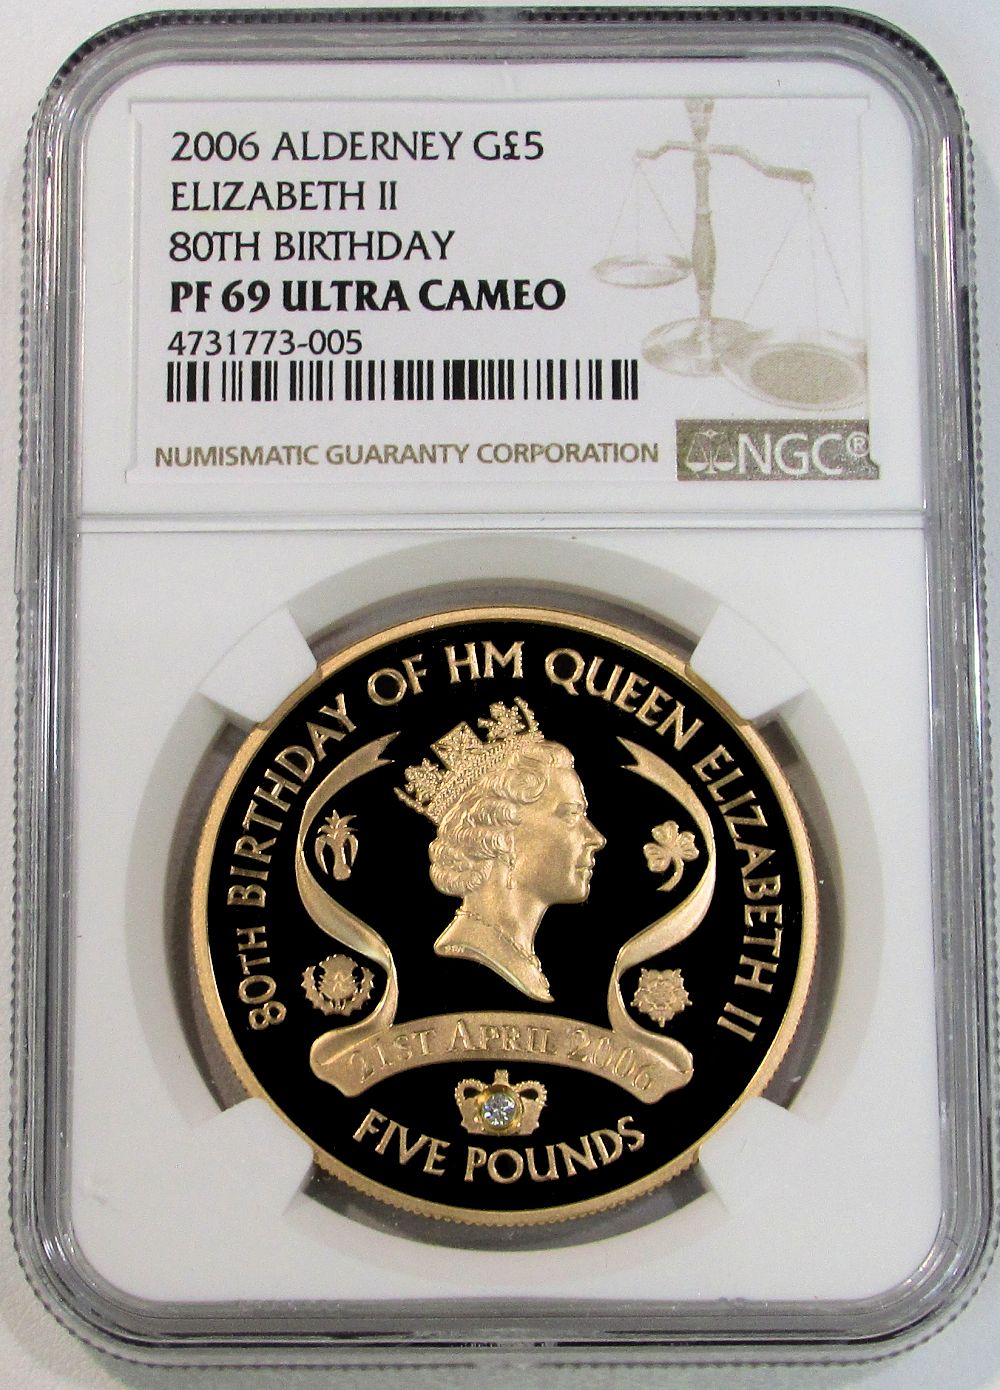 2006 ALDERNEY G£5
ELIZABETH II
80TH BIRTHDAY
PF 69 ULTRA CAMEO
4731773-005
NUMISMATIC GUARANTY CORPORATION
NGC®
80TH BIRTHDAY OF HM QUEEN ELIZABETH II
21ST APRIL 2006
FIVE POUNDS